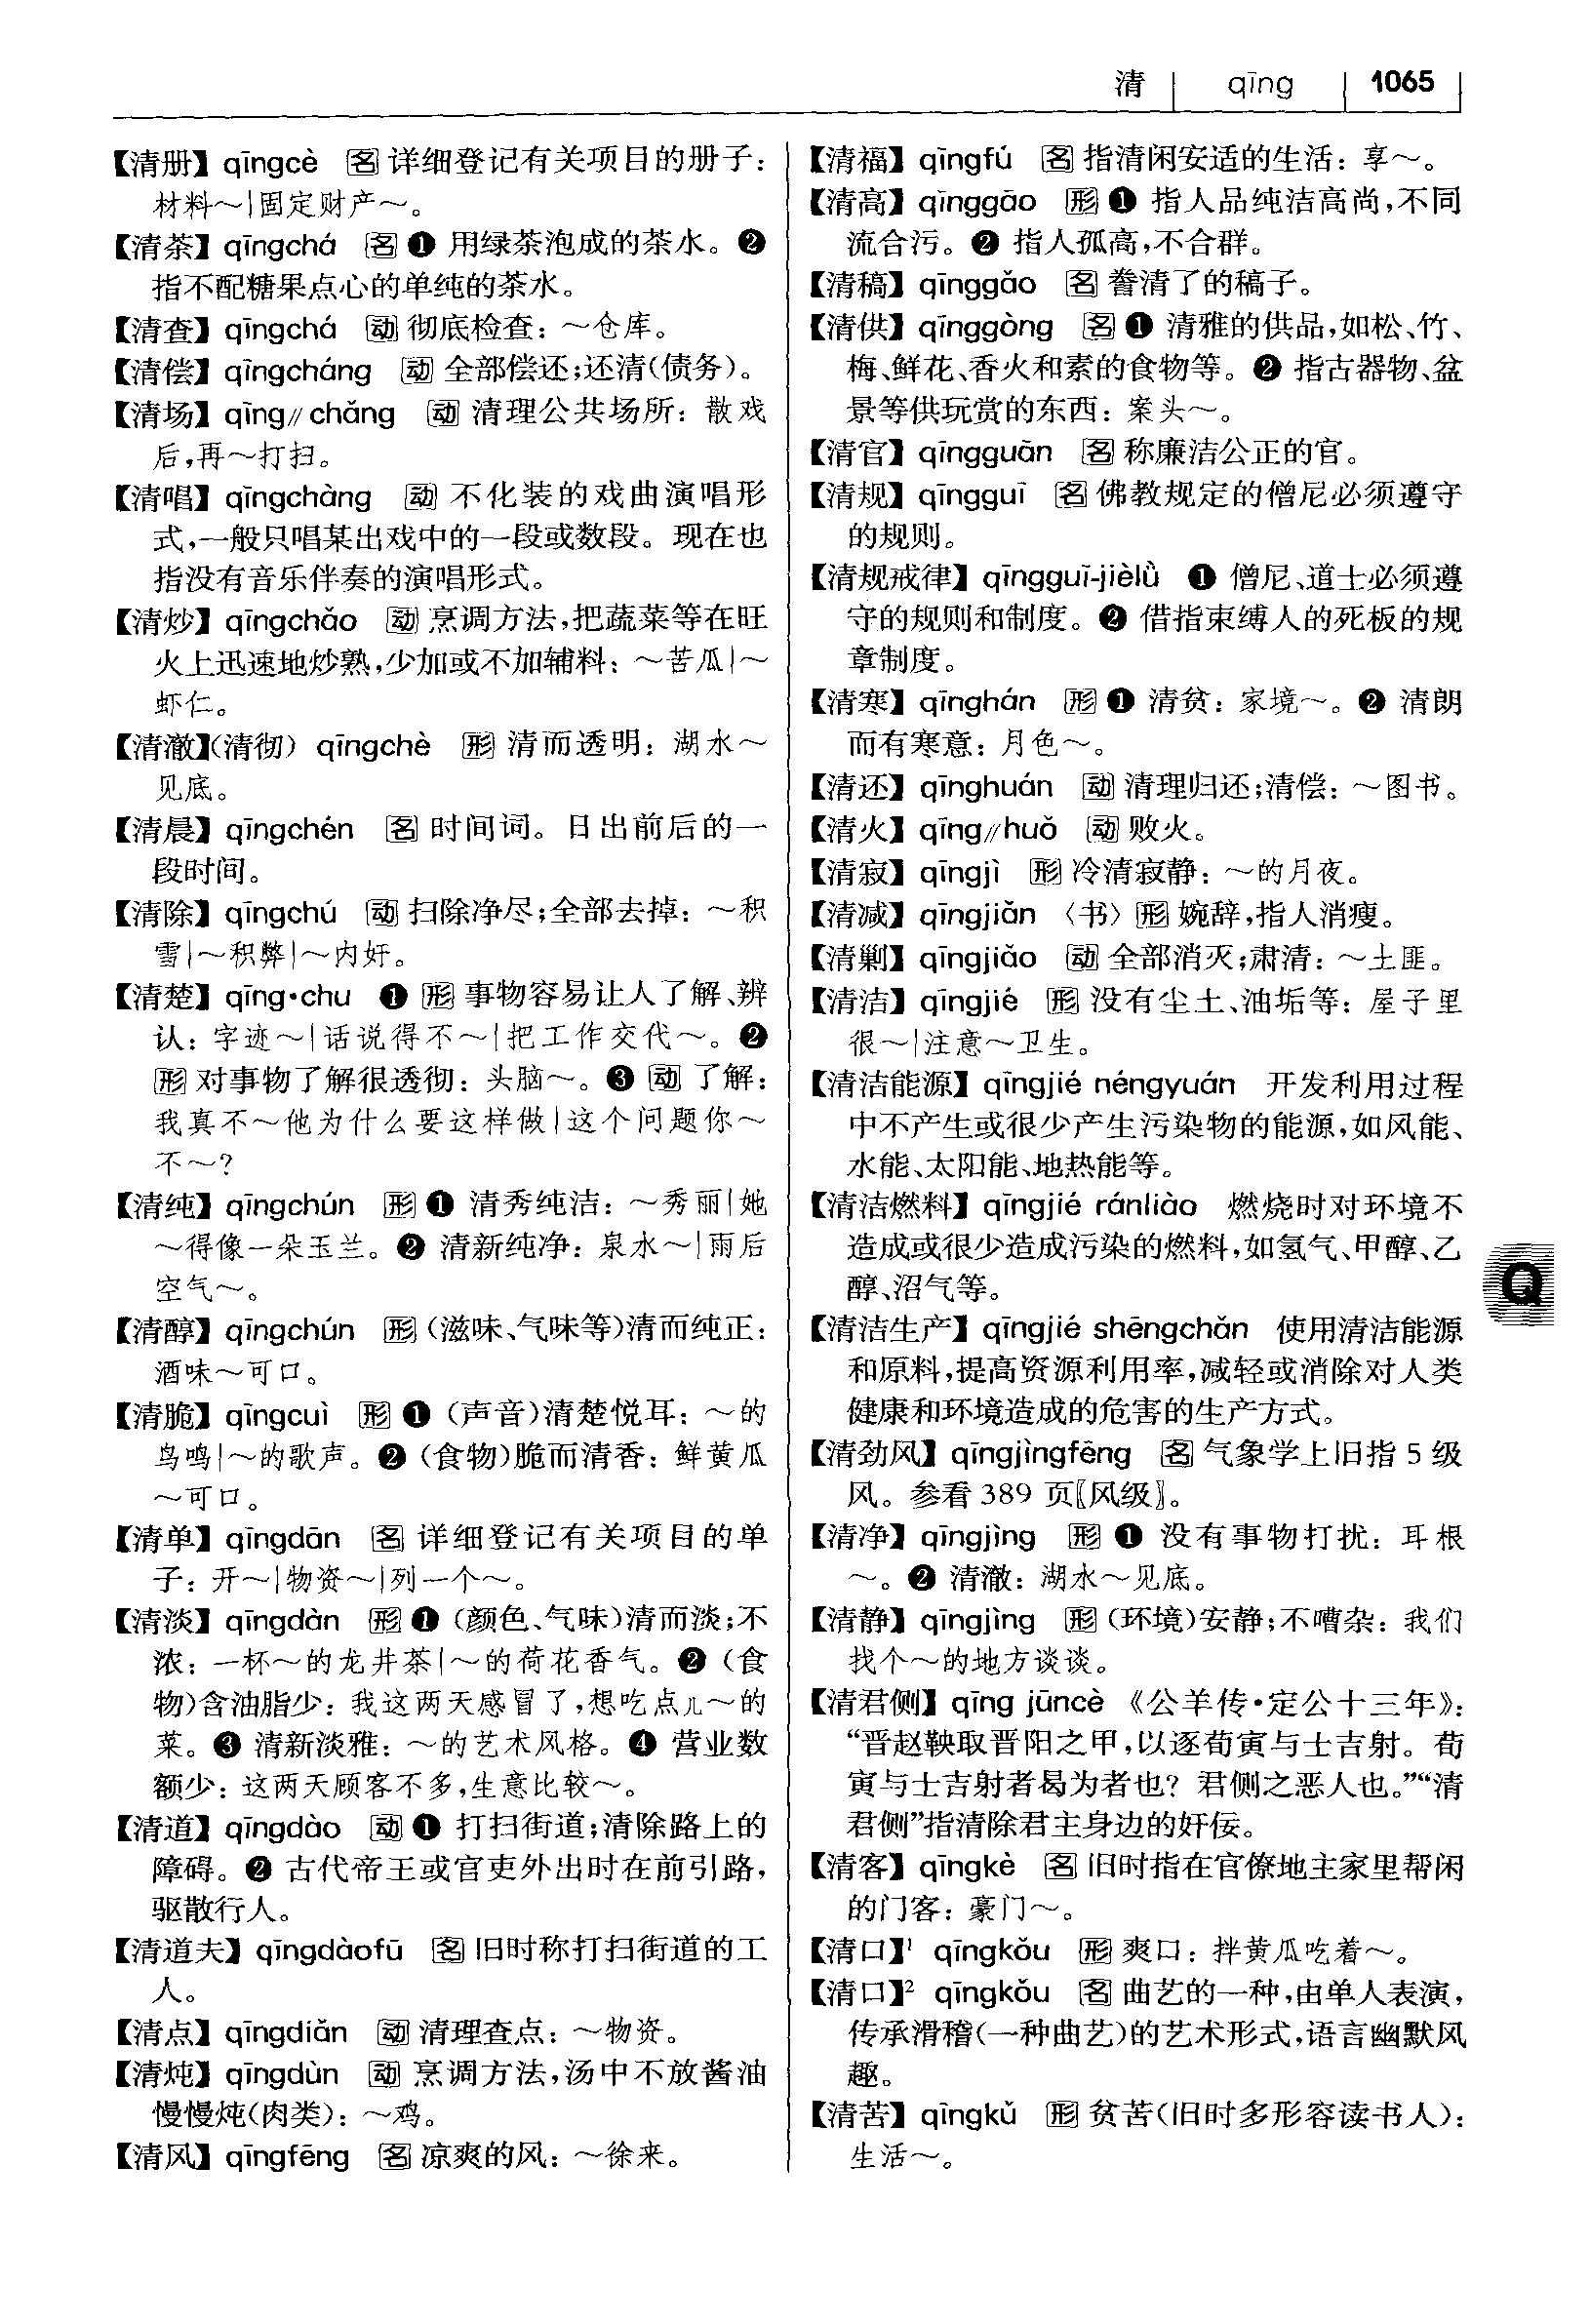 清 qīng 1065
【清册】 qīngcè 名 详细登记有关项目的册子：
材料～|固定财产～。
【清茶】 qīngchá 名 ❶ 用绿茶泡成的茶水。❷
指不配糖果点心的单纯的茶水。
【清查】 qīngchá 动 彻底检查：～仓库。
【清偿】 qīngcháng 动 全部偿还；还清（债务）。
【清场】 qīng∥chǎng 动 清理公共场所：散戏
后，再～打扫。
【清唱】 qīngchàng 动 不化装的戏曲演唱形
式，一般只唱某出戏中的一段或数段。现在也
指没有音乐伴奏的演唱形式。
【清炒】 qīngchǎo 动 烹调方法，把蔬菜等在旺
火上迅速地炒熟，少加或不加辅料：～苦瓜|～
虾仁。
【清澈】（清彻） qīngchè 形 清而透明：湖水～
见底。
【清晨】 qīngchén 名 时间词。日出前后的一
段时间。
【清除】 qīngchú 动 扫除净尽；全部去掉：～积
雪|～积弊|～内奸。
【清楚】 qīng·chu ❶ 形 事物容易让人了解、辨
认：字迹～|话说得不～|把工作交代～。❷
形 对事物了解很透彻：头脑～。❸ 动 了解：
我真不～他为什么要这样做|这个问题你～
不～？
【清纯】 qīngchún 形 ❶ 清秀纯洁：～秀丽|她
～得像一朵玉兰。❷ 清新纯净：泉水～|雨后
空气～。
【清醇】 qīngchún 形 （滋味、气味等）清而纯正：
酒味～可口。
【清脆】 qīngcuì 形 ❶（声音）清楚悦耳：～的
鸟鸣|～的歌声。❷（食物）脆而清香：鲜黄瓜
～可口。
【清单】 qīngdān 名 详细登记有关项目的单
子：开～|物资～|列一个～。
【清淡】 qīngdàn 形 ❶（颜色、气味）清而淡；不
浓：一杯～的龙井茶|～的荷花香气。❷（食
物）含油脂少：我这两天感冒了，想吃点儿～的
菜。❸ 清新淡雅：～的艺术风格。❹ 营业数
额少：这两天顾客不多，生意比较～。
【清道】 qīngdào 动 ❶ 打扫街道；清除路上的
障碍。❷ 古代帝王或官吏外出时在前引路，
驱散行人。
【清道夫】 qīngdàofū 名 旧时称打扫街道的工
人。
【清点】 qīngdiǎn 动 清理查点：～物资。
【清炖】 qīngdùn 动 烹调方法，汤中不放酱油
慢慢炖（肉类）：～鸡。
【清风】 qīngfēng 名 凉爽的风：～徐来。
【清福】 qīngfú 名 指清闲安适的生活：享～。
【清高】 qīnggāo 形 ❶ 指人品纯洁高尚，不同
流合污。❷ 指人孤高，不合群。
【清稿】 qīnggǎo 名 誊清了的稿子。
【清供】 qīnggòng 名 ❶ 清雅的供品，如松、竹、
梅、鲜花、香火和素的食物等。❷ 指古器物、盆
景等供玩赏的东西：案头～。
【清官】 qīngguān 名 称廉洁公正的官。
【清规】 qīngguī 名 佛教规定的僧尼必须遵守
的规则。
【清规戒律】 qīngguī-jièlǜ ❶ 僧尼、道士必须遵
守的规则和制度。❷ 借指束缚人的死板的规
章制度。
【清寒】 qīnghán 形 ❶ 清贫：家境～。❷ 清朗
而有寒意：月色～。
【清还】 qīnghuán 动 清理归还；清偿：～图书。
【清火】 qīng∥huǒ 动 败火。
【清寂】 qīngjì 形 冷清寂静：～的月夜。
【清减】 qīngjiǎn 〈书〉形 婉辞，指人消瘦。
【清剿】 qīngjiǎo 动 全部消灭；肃清：～土匪。
【清洁】 qīngjié 形 没有尘土、油垢等：屋子里
很～|注意～卫生。
【清洁能源】 qīngjié néngyuán 开发利用过程
中不产生或很少产生污染物的能源，如风能、
水能、太阳能、地热能等。
【清洁燃料】 qīngjié ránliào 燃烧时对环境不
造成或很少造成污染的燃料，如氢气、甲醇、乙
醇、沼气等。
Q
【清洁生产】 qīngjié shēngchǎn 使用清洁能源
和原料，提高资源利用率，减轻或消除对人类
健康和环境造成的危害的生产方式。
【清劲风】 qīngjìngfēng 名 气象学上旧指 5 级
风。参看 389 页〖风级〗。
【清净】 qīngjìng 形 ❶ 没有事物打扰：耳根
～。❷ 清澈：湖水～见底。
【清静】 qīngjìng 形 （环境）安静；不嘈杂：我们
找个～的地方谈谈。
【清君侧】 qīng jūncè 《公羊传·定公十三年》：
“晋赵鞅取晋阳之甲，以逐荀寅与士吉射。荀
寅与士吉射者曷为者也？君侧之恶人也。”“清
君侧”指清除君主身边的奸佞。
【清客】 qīngkè 名 旧时指在官僚地主家里帮闲
的门客：豪门～。
【清口】¹ qīngkǒu 形 爽口：拌黄瓜吃着～。
【清口】² qīngkǒu 名 曲艺的一种，由单人表演，
传承滑稽（一种曲艺）的艺术形式，语言幽默风
趣。
【清苦】 qīngkǔ 形 贫苦（旧时多形容读书人）：
生活～。